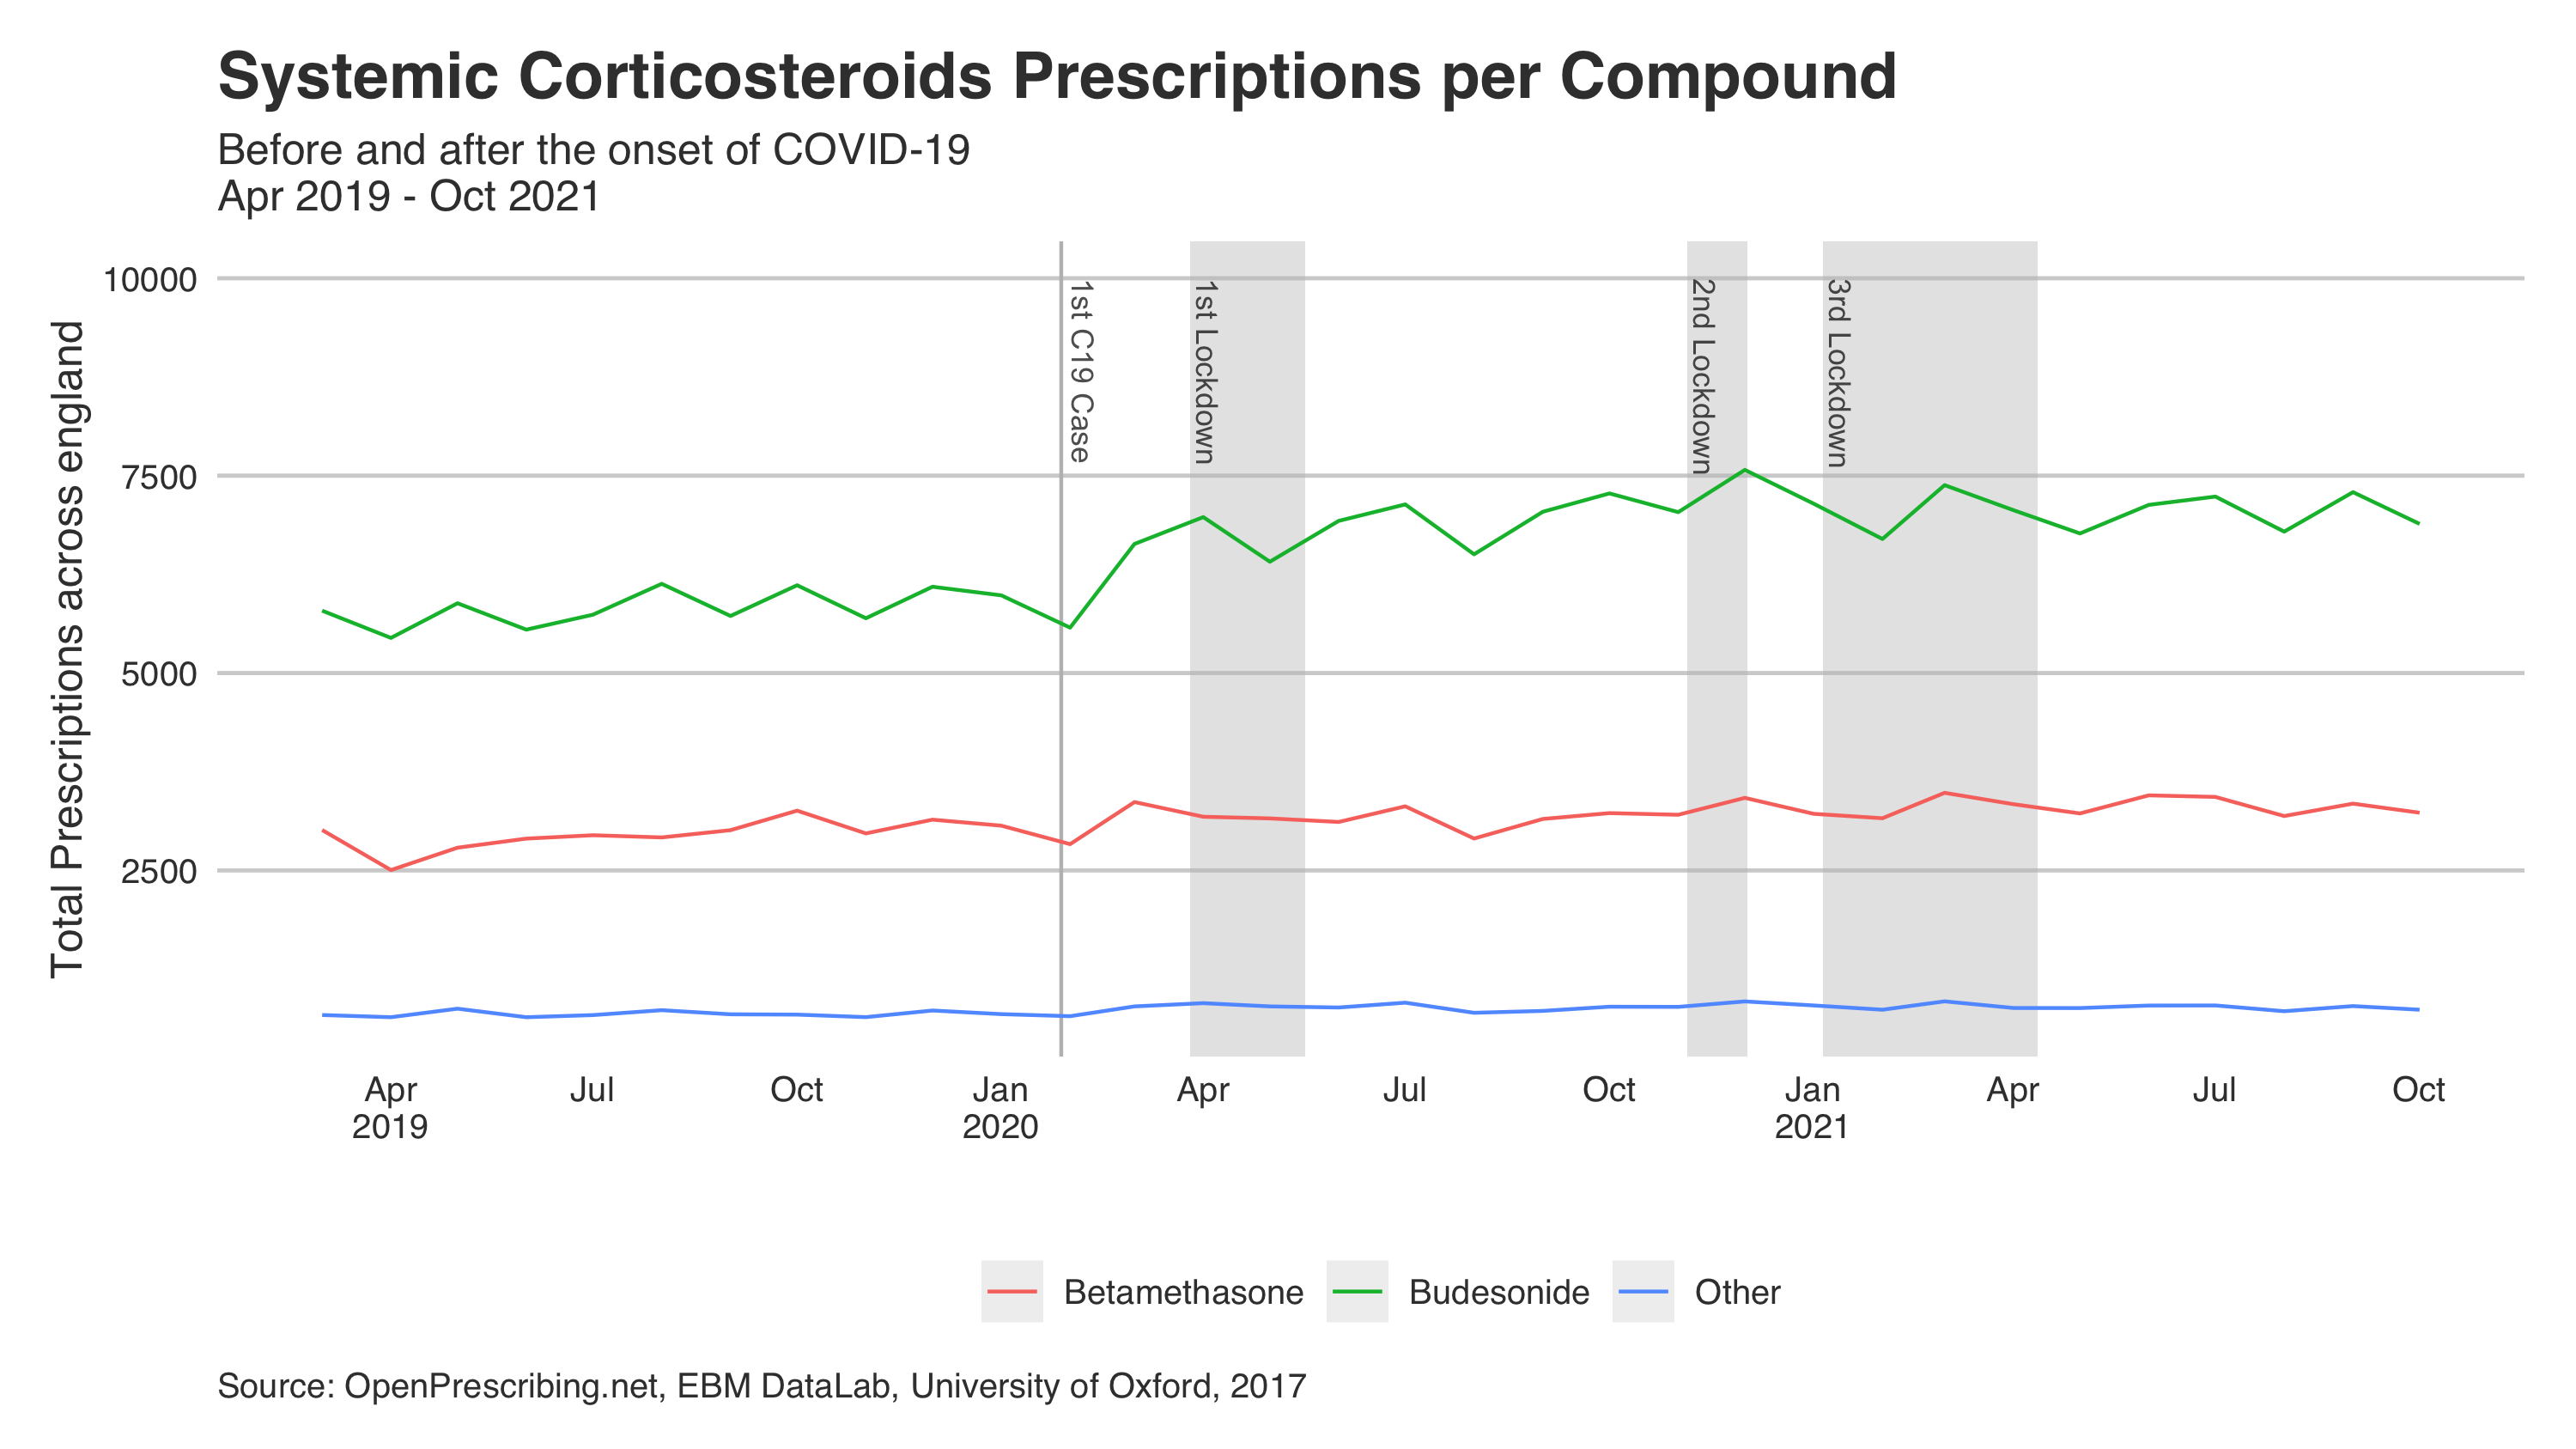 Systemic Corticosteroids Prescriptions per Compound
Before and after the onset of COVID-19
Apr 2019 - Oct 2021
Total Prescriptions across england
10000
7500
5000
2500
1st C19 Case
1st Lockdown
2nd Lockdown
3rd Lockdown
Apr Jul Oct Jan Apr Jul Oct Jan Apr Jul Oct
2019 2020 2021
Betamethasone Budesonide Other
Source: OpenPrescribing.net, EBM DataLab, University of Oxford, 2017